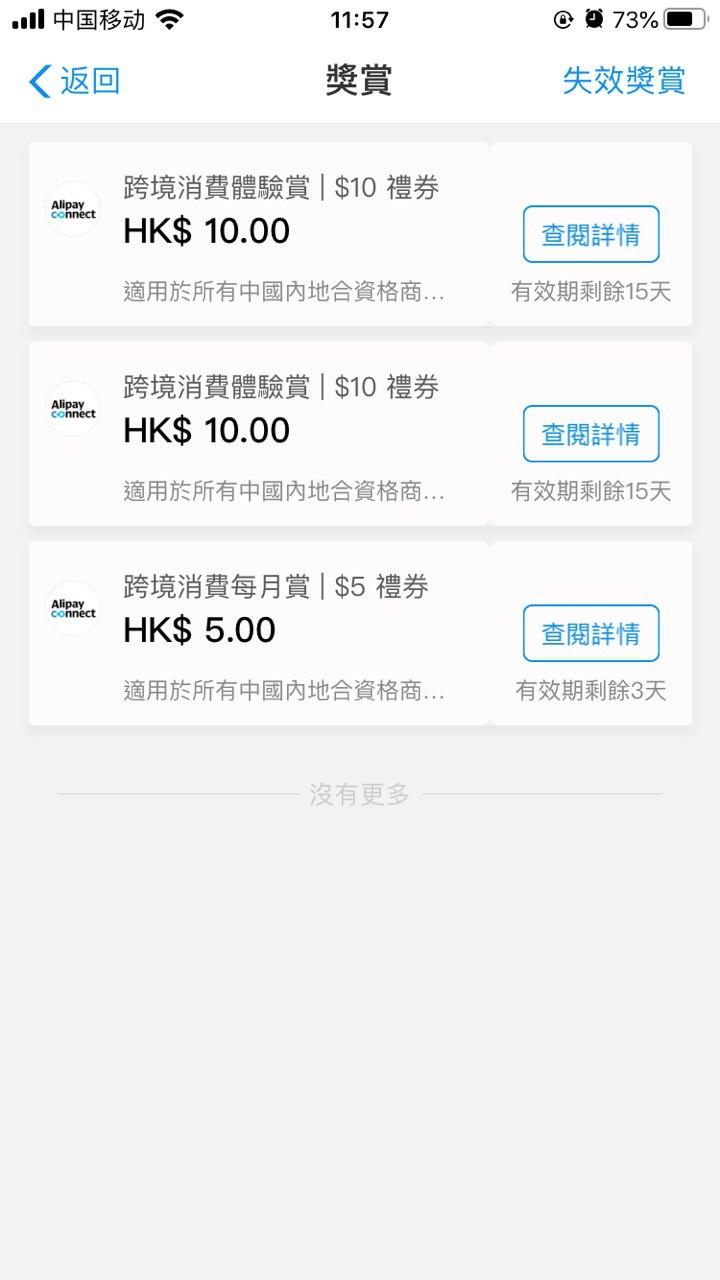 中国移动
11:57
73%
返回
獎賞
失效獎賞
Alipay
connect
跨境消費體驗賞 | $10 禮券
HK$ 10.00
適用於所有中國內地合資格商...
查閱詳情
有效期剩餘15天
Alipay
connect
跨境消費體驗賞 | $10 禮券
HK$ 10.00
適用於所有中國內地合資格商...
查閱詳情
有效期剩餘15天
Alipay
connect
跨境消費每月賞 | $5 禮券
HK$ 5.00
適用於所有中國內地合資格商...
查閱詳情
有效期剩餘3天
沒有更多